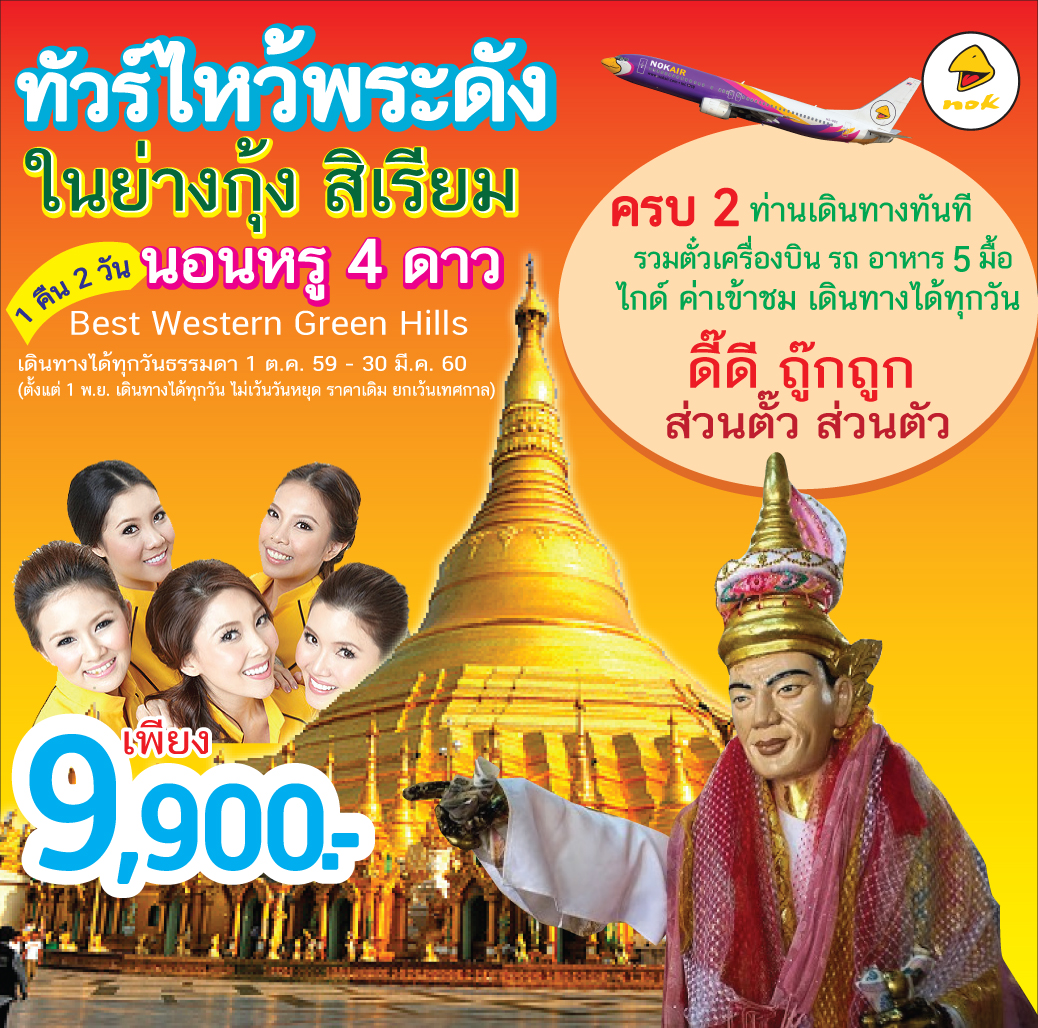 ทัวร์ไหว้พระดัง
ในย่างกุ้ง สิเรียม
1 คืน 2 วัน
นอนหรู 4 ดาว
Best Western Green Hills
เดินทางได้ทุกวันธรรมดา 1 ต.ค. 59 - 30 มี.ค. 60
(ตั้งแต่ 1 พ.ย. เดินทางได้ทุกวัน ไม่เว้นวันหยุด ราคาเดิม ยกเว้นเทศกาล)
NOKAIR
nok
ครบ 2 ท่านเดินทางทันที
รวมตั๋วเครื่องบิน รถ อาหาร 5 มื้อ
ไกด์ ค่าเข้าชม เดินทางได้ทุกวัน
ดี๊ดี ถู๊กถูก
ส่วนตั๊ว ส่วนตัว
เพียง
9,900.-